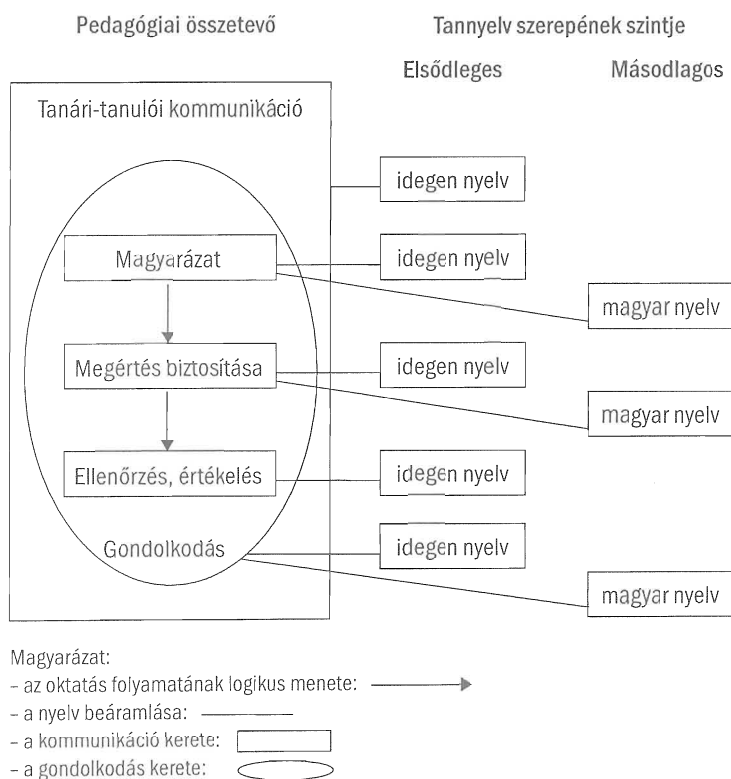 Pedagógiai összetevő
Tannyelv szerepének szintje
Elsődleges
Másodlagos
Tanári-tanulói kommunikáció
idegen nyelv
Magyarázat
idegen nyelv
magyar nyelv
Megértés biztosítása
idegen nyelv
magyar nyelv
Ellenőrzés, értékelés
idegen nyelv
Gondolkodás
idegen nyelv
magyar nyelv
Magyarázat:
– az oktatás folyamatának logikus menete:
– a nyelv beáramlása:
– a kommunikáció kerete:
– a gondolkodás kerete: